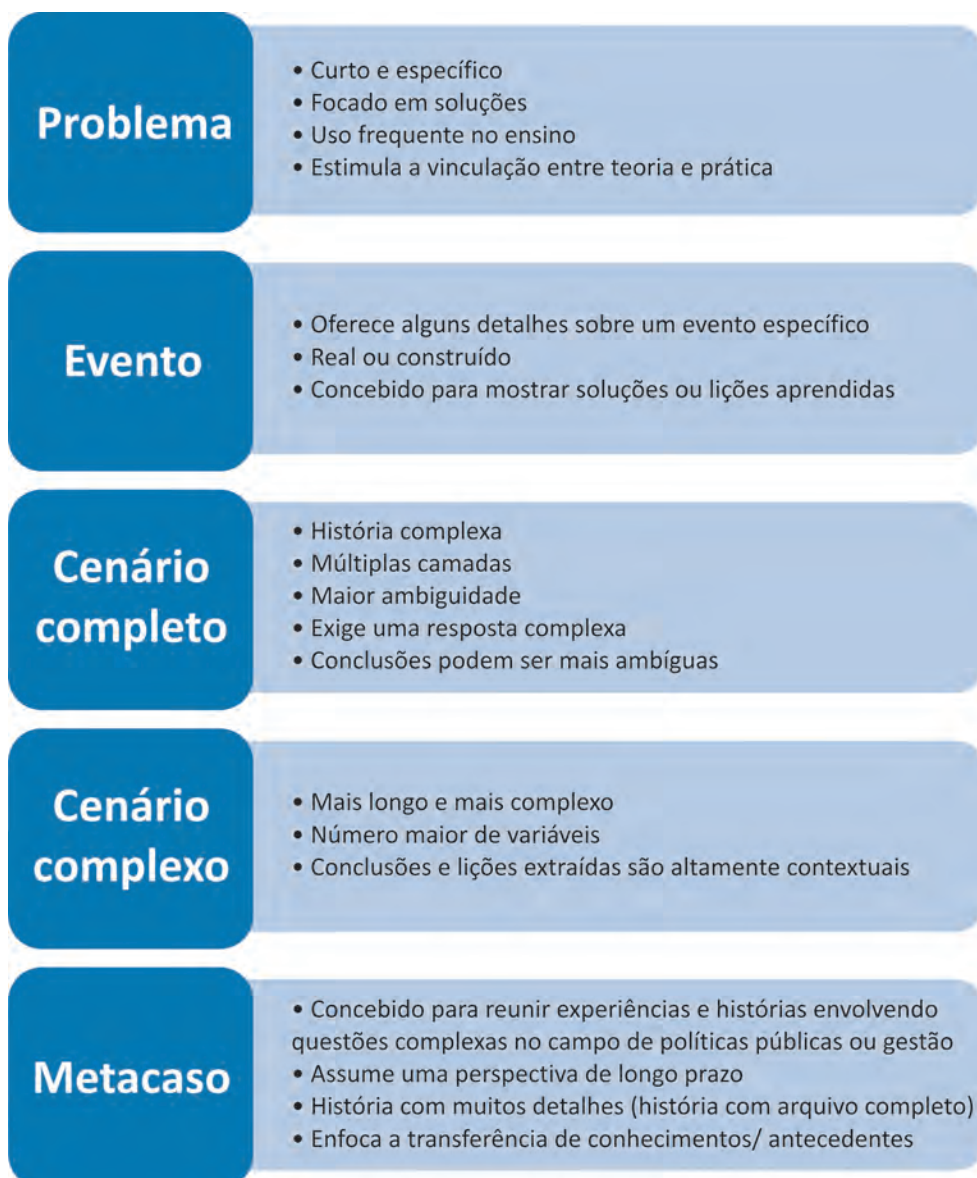 Problema
• Curto e específico
• Focado em soluções
• Uso frequente no ensino
• Estimula a vinculação entre teoria e prática
Evento
• Oferece alguns detalhes sobre um evento específico
• Real ou construído
• Concebido para mostrar soluções ou lições aprendidas
Cenário
completo
• História complexa
• Múltiplas camadas
• Maior ambiguidade
• Exige uma resposta complexa
• Conclusões podem ser mais ambíguas
Cenário
complexo
• Mais longo e mais complexo
• Número maior de variáveis
• Conclusões e lições extraídas são altamente contextuais
Metacaso
• Concebido para reunir experiências e histórias envolvendo
questões complexas no campo de políticas públicas ou gestão
• Assume uma perspectiva de longo prazo
• História com muitos detalhes (história com arquivo completo)
• Enfoca a transferência de conhecimentos/ antecedentes